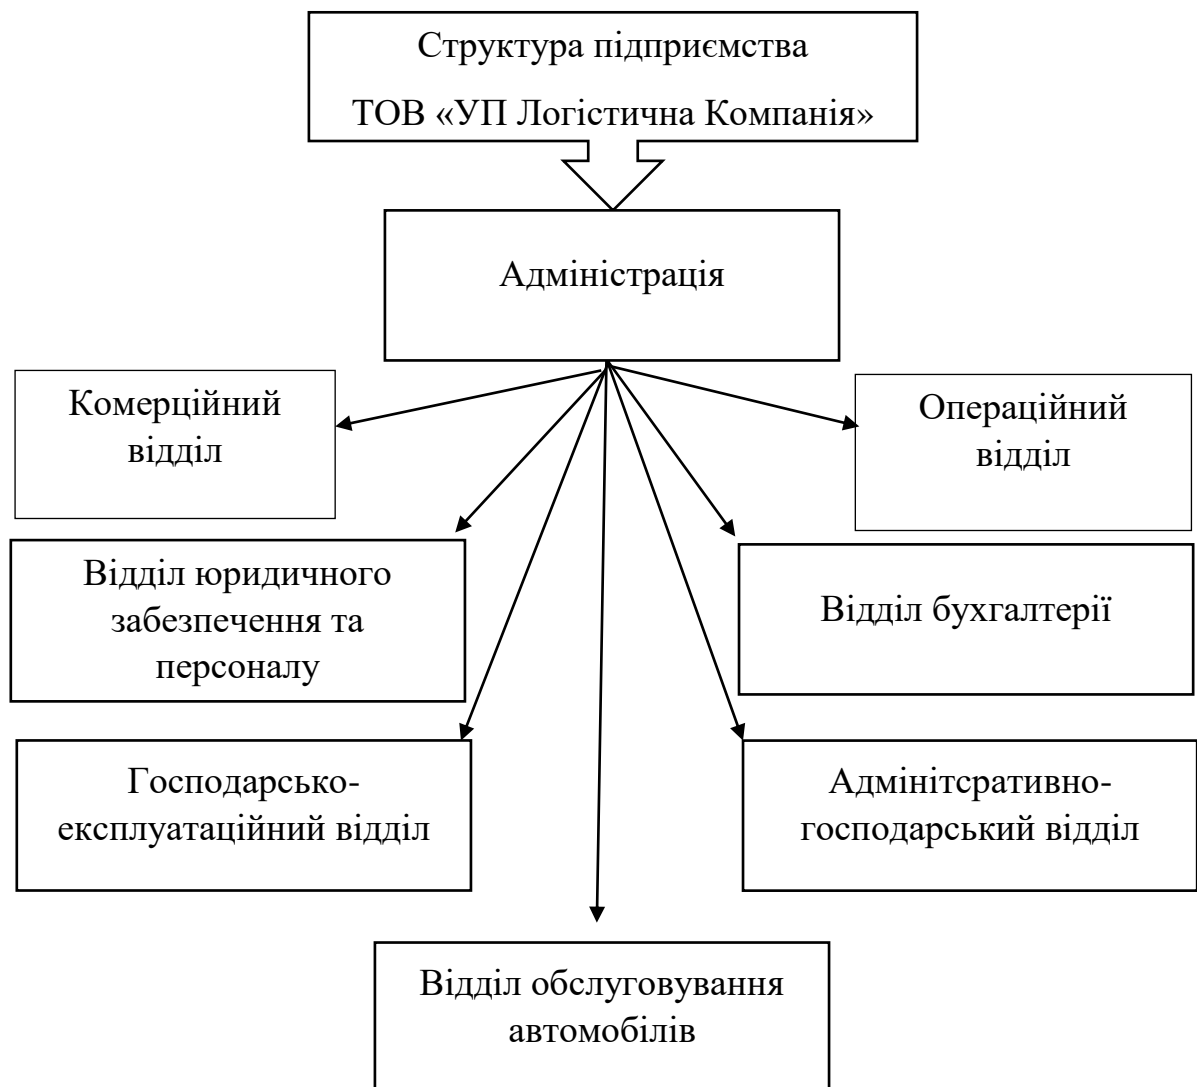 Структура підприємства
ТОВ «УП Логістична Компанія»
Адміністрація
Комерційний
відділ
Операційний
відділ
Відділ юридичного
забезпечення та
персоналу
Відділ бухгалтерії
Господарсько-
експлуатаційний відділ
Адмінітсративно-
господарський відділ
Відділ обслуговування
автомобілів